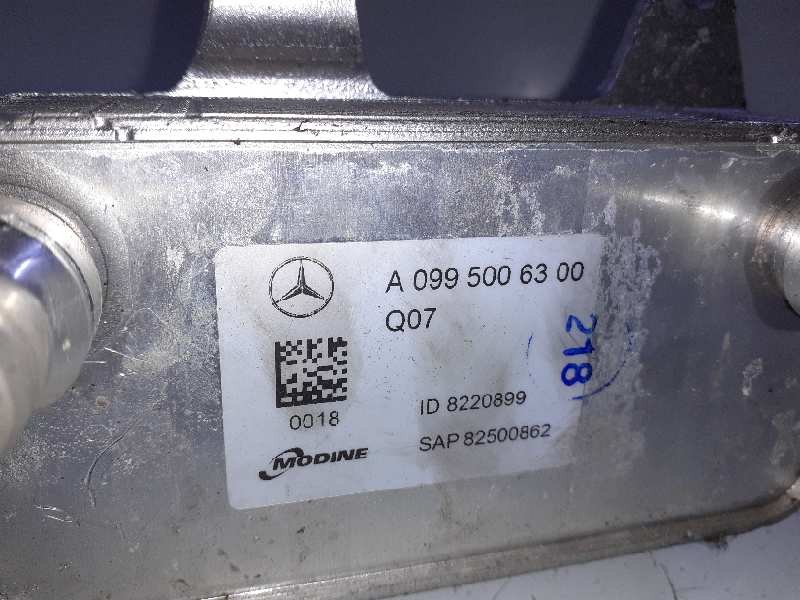 A 099 500 63 00
Q07
218
0018
ID 8220899
MODINE
SAP 82500862